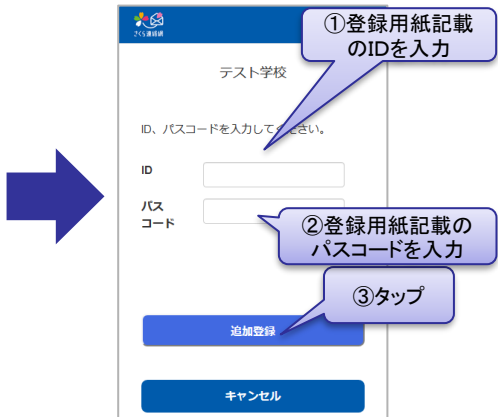 さくら連絡網
①登録用紙記載
のIDを入力
テスト学校
ID、パスコードを入力してください。
ID
パス
コード
②登録用紙記載の
パスコードを入力
③タップ
追加登録
キャンセル